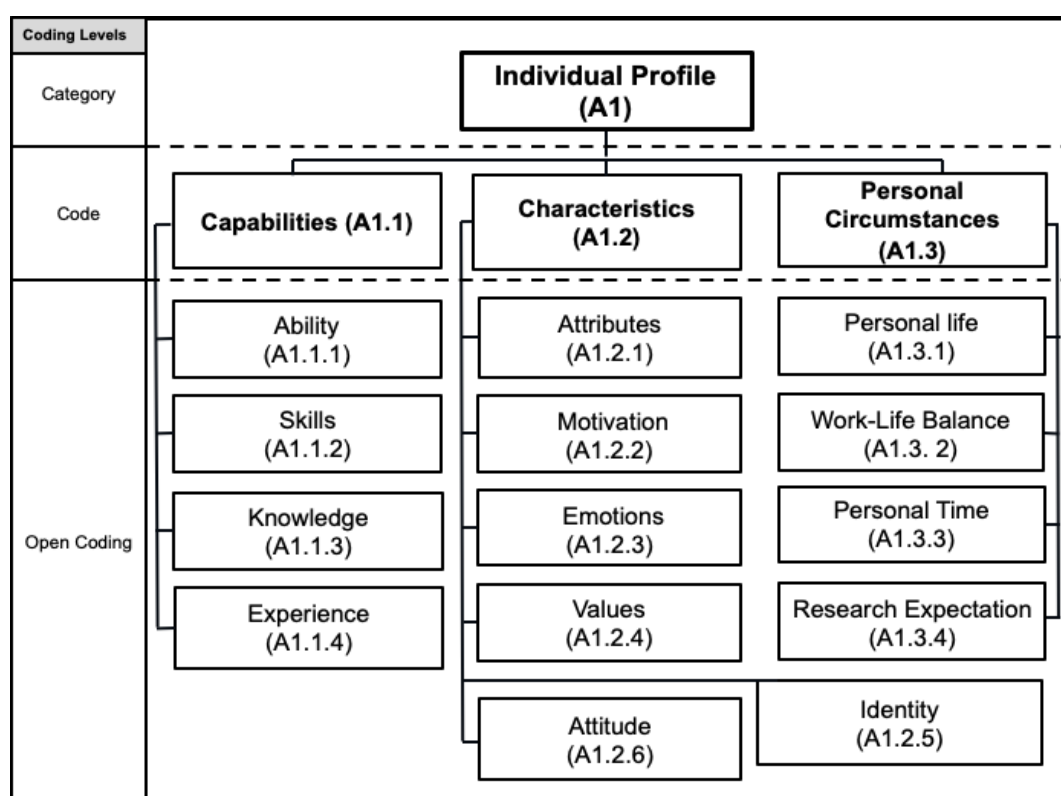 Coding Levels
Category
Individual Profile
(A1)
Code
Capabilities (A1.1)
Characteristics
(A1.2)
Personal
Circumstances
(A1.3)
Open Coding
Ability
(A1.1.1)
Attributes
(A1.2.1)
Personal life
(A1.3.1)
Skills
(A1.1.2)
Motivation
(A1.2.2)
Work-Life Balance
(A1.3. 2)
Knowledge
(A1.1.3)
Emotions
(A1.2.3)
Personal Time
(A1.3.3)
Experience
(A1.1.4)
Values
(A1.2.4)
Research Expectation
(A1.3.4)
Attitude
(A1.2.6)
Identity
(A1.2.5)